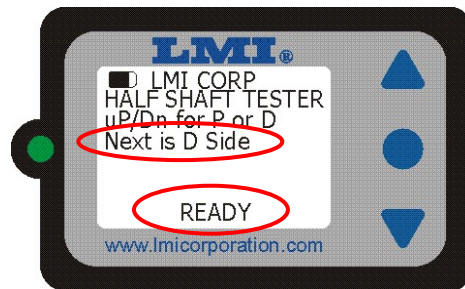 LMI®
LMI CORP
HALF SHAFT TESTER
uP/Dn for P or D
Next is D Side
READY
www.lmicorporation.com